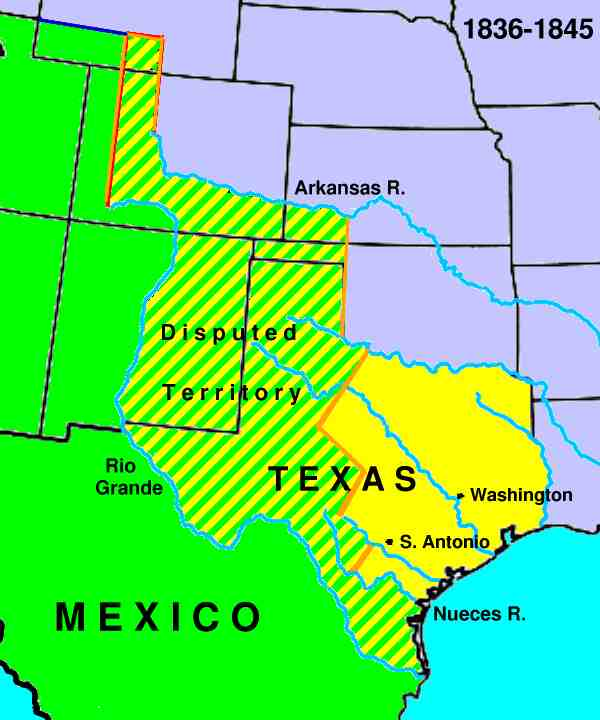 1836-1845
Arkansas R.
Disputed
Territory
Rio
Grande
TEXAS
Washington
S. Antonio
MEXICO
Nueces R.